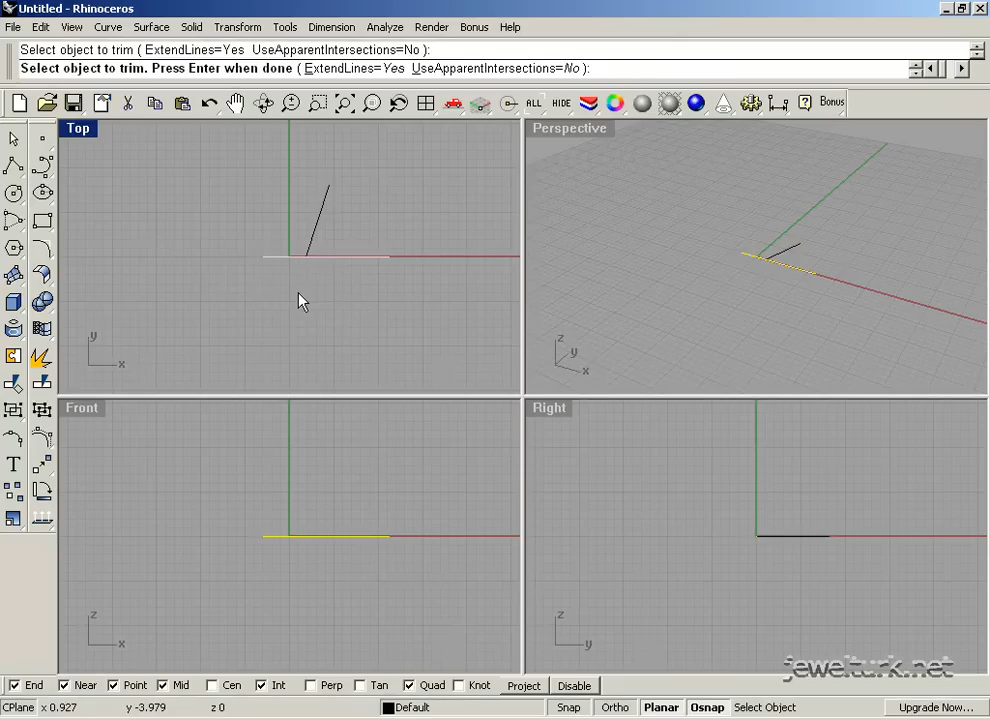 Untitled - Rhinoceros
File Edit View Curve Surface Solid Transform Tools Dimension Analyze Render Bonus Help
Select object to trim ( ExtendLines=Yes UseApparentIntersections=No ):
Select object to trim. Press Enter when done ( ExtendLines=Yes UseApparentIntersections=No ):
ALL HIDE ? Bonus
Top
Perspective
y
x
z
y
x
T
Front
Right
z
x
z
y
jewelturk.net
End Near Point Mid Cen Int Perp Tan Quad Knot Project Disable
CPlane x 0.927 y -3.979 z 0 Default Snap Ortho Planar Osnap Select Object Upgrade Now...